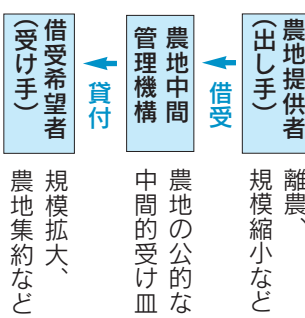 農地提供者
（出し手）
離農、
規模縮小など
借受
農地中間
管理機構
農地の公的な
中間的受け皿
貸付
借受希望者
（受け手）
規模拡大、
農地集約など